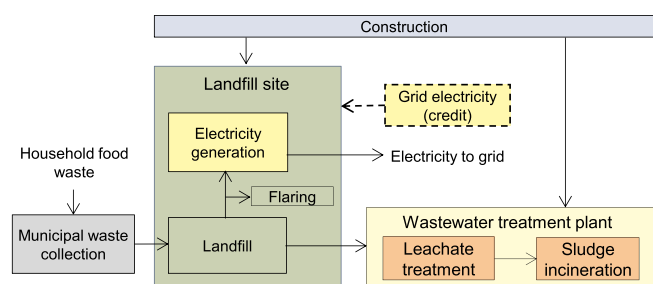 Construction
Landfill site
Grid electricity
(credit)
Electricity
generation
Electricity to grid
Household food
waste
Flaring
Municipal waste
collection
Landfill
Wastewater treatment plant
Leachate
treatment
Sludge
incineration